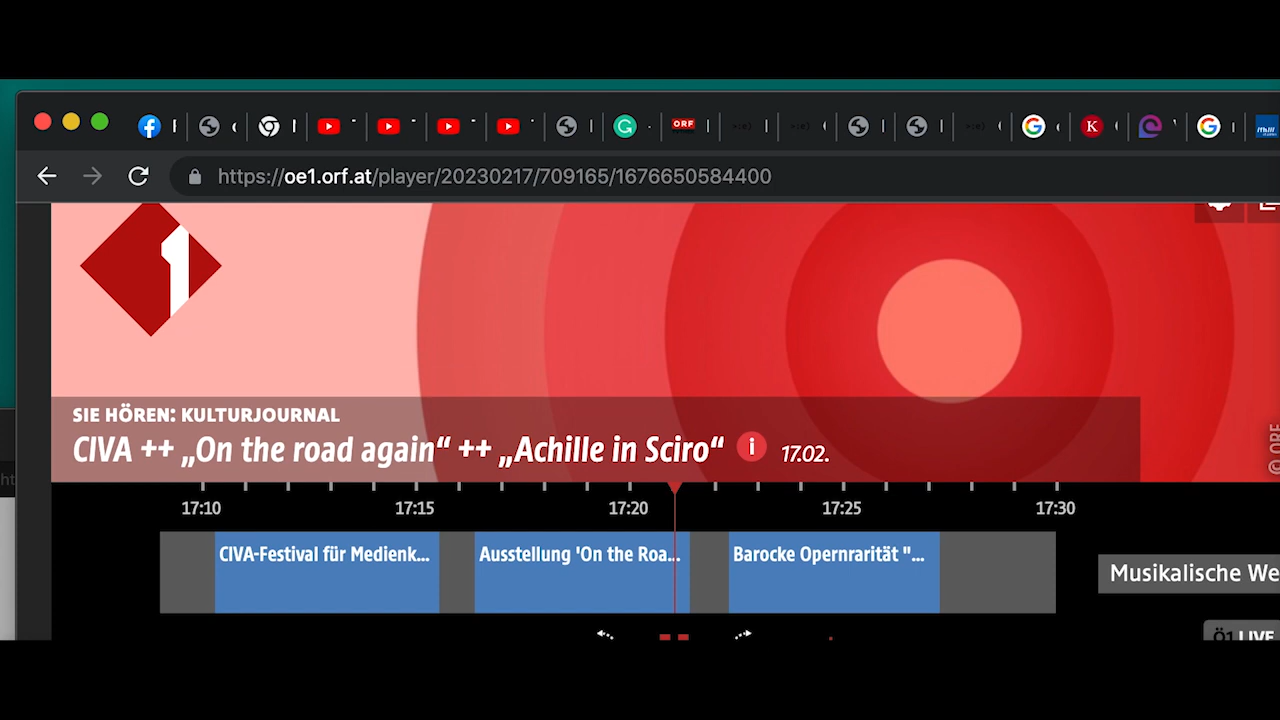 ORF
https://oe1.orf.at/player/20230217/709165/1676650584400
1
SIE HÖREN: KULTURJOURNAL
CIVA ++ „On the road again“ ++ „Achille in Sciro“ i 17.02.
© ORF
17:10 17:15 17:20 17:25 17:30
CIVA-Festival für Medienk... Ausstellung 'On the Roa... Barocke Opernrarität "...
Musikalische We
Ö1 LIVE